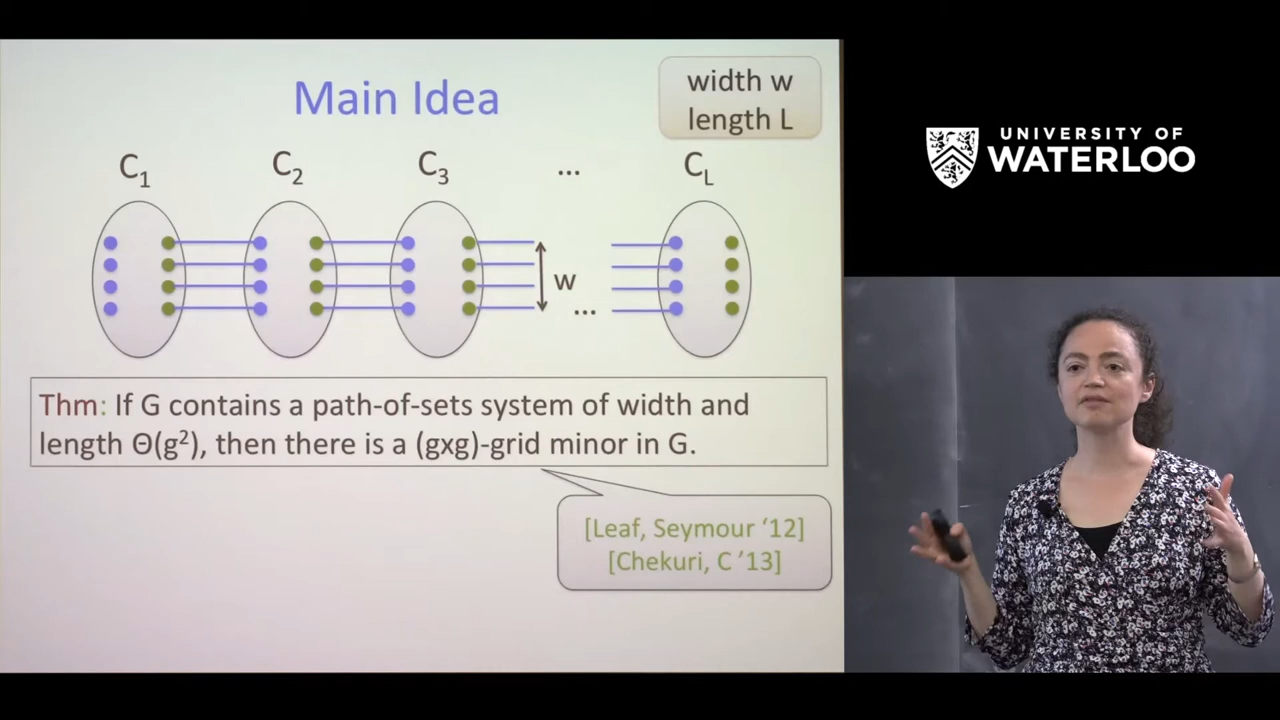 Main Idea
width w
length L
C₁ C₂ C₃ ... C_L
w
...
Thm: If G contains a path-of-sets system of width and
length Θ(g²), then there is a (gxg)-grid minor in G.
[Leaf, Seymour ‘12]
[Chekuri, C ’13]
UNIVERSITY OF
WATERLOO